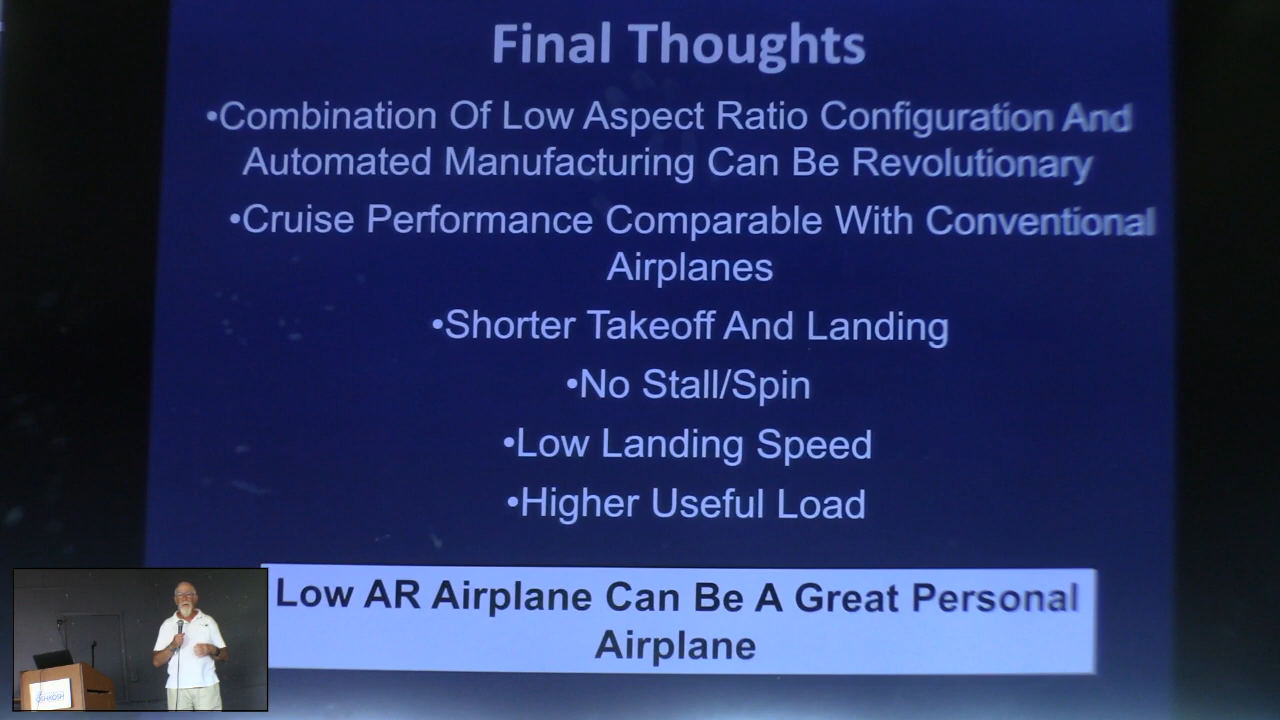 Final Thoughts
•Combination Of Low Aspect Ratio Configuration And
Automated Manufacturing Can Be Revolutionary
•Cruise Performance Comparable With Conventional
Airplanes
•Shorter Takeoff And Landing
•No Stall/Spin
•Low Landing Speed
•Higher Useful Load
Low AR Airplane Can Be A Great Personal
Airplane
OSHKOSH